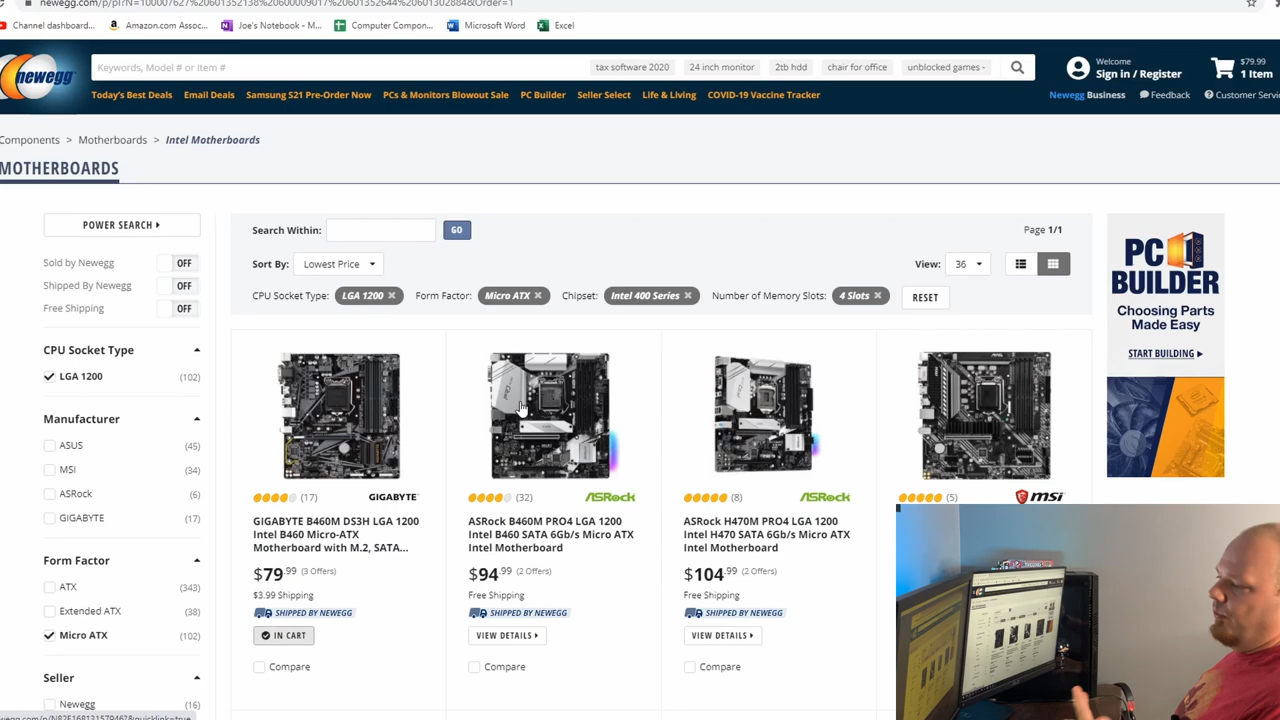 newegg.com/p/pl?N=100007627%20601352138%20600009017%20601352644%20601302884&Order=1
Channel dashboard... Amazon.com Assoc... Joe's Notebook - M... Computer Compon... Microsoft Word Excel
newegg Keywords, Model # or Item # tax software 2020 24 inch monitor 2tb hdd chair for office unblocked games - Welcome Sign in / Register $79.99 1 Item
Today's Best Deals Email Deals Samsung S21 Pre-Order Now PCs & Monitors Blowout Sale PC Builder Seller Select Life & Living COVID-19 Vaccine Tracker Newegg Business Feedback Customer Servi
Components > Motherboards > Intel Motherboards
MOTHERBOARDS
POWER SEARCH
Sold by Newegg OFF
Shipped By Newegg OFF
Free Shipping OFF
CPU Socket Type
LGA 1200 (102)
Manufacturer
ASUS (45)
MSI (34)
ASRock (6)
GIGABYTE (17)
Form Factor
ATX (343)
Extended ATX (38)
Micro ATX (102)
Seller
Newegg (16)
Search Within: GO Page 1/1
Sort By: Lowest Price View: 36
CPU Socket Type: LGA 1200 Form Factor: Micro ATX Chipset: Intel 400 Series Number of Memory Slots: 4 Slots RESET
(17) GIGABYTE
GIGABYTE B460M DS3H LGA 1200
Intel B460 Micro-ATX
Motherboard with M.2, SATA...
$79.99 (3 Offers)
$3.99 Shipping
SHIPPED BY NEWEGG
IN CART
Compare
(32) ASRock
ASRock B460M PRO4 LGA 1200
Intel B460 SATA 6Gb/s Micro ATX
Intel Motherboard
$94.99 (2 Offers)
Free Shipping
SHIPPED BY NEWEGG
VIEW DETAILS
Compare
(8) ASRock
ASRock H470M PRO4 LGA 1200
Intel H470 SATA 6Gb/s Micro ATX
Intel Motherboard
$104.99 (2 Offers)
Free Shipping
SHIPPED BY NEWEGG
VIEW DETAILS
Compare
(5) msi
PC
BUILDER
Choosing Parts
Made Easy
START BUILDING